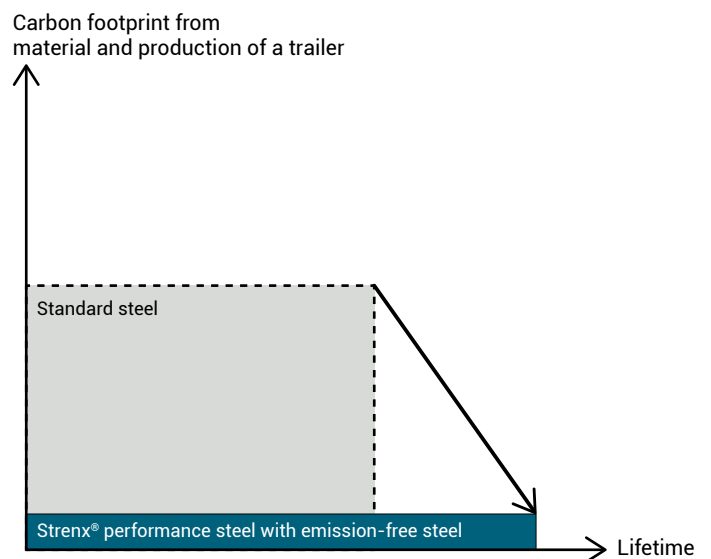 Carbon footprint from
material and production of a trailer
Standard steel
Strenx® performance steel with emission-free steel
Lifetime